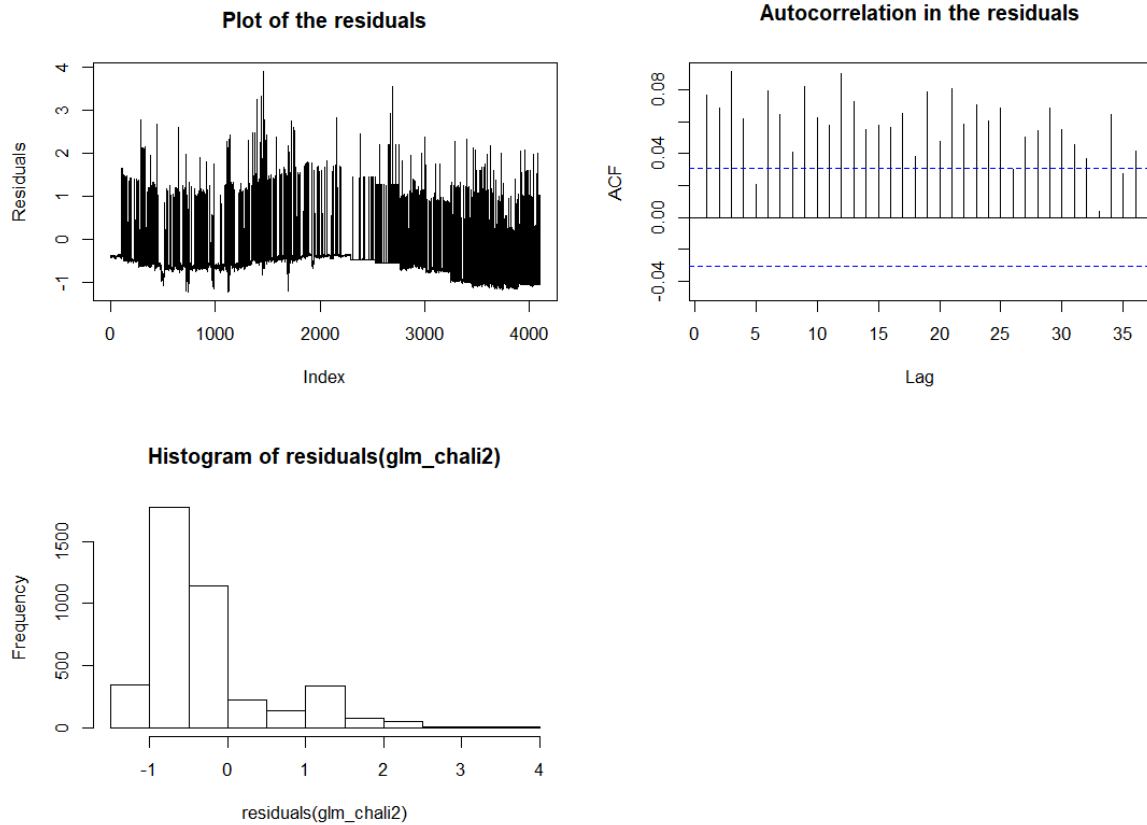 Plot of the residuals
Residuals
4
3
2
1
0
-1
0 1000 2000 3000 4000
Index
Autocorrelation in the residuals
ACF
0.08
0.04
0.00
-0.04
0 5 10 15 20 25 30 35
Lag
Histogram of residuals(glm_chali2)
Frequency
1500
1000
500
0
-1 0 1 2 3 4
residuals(glm_chali2)